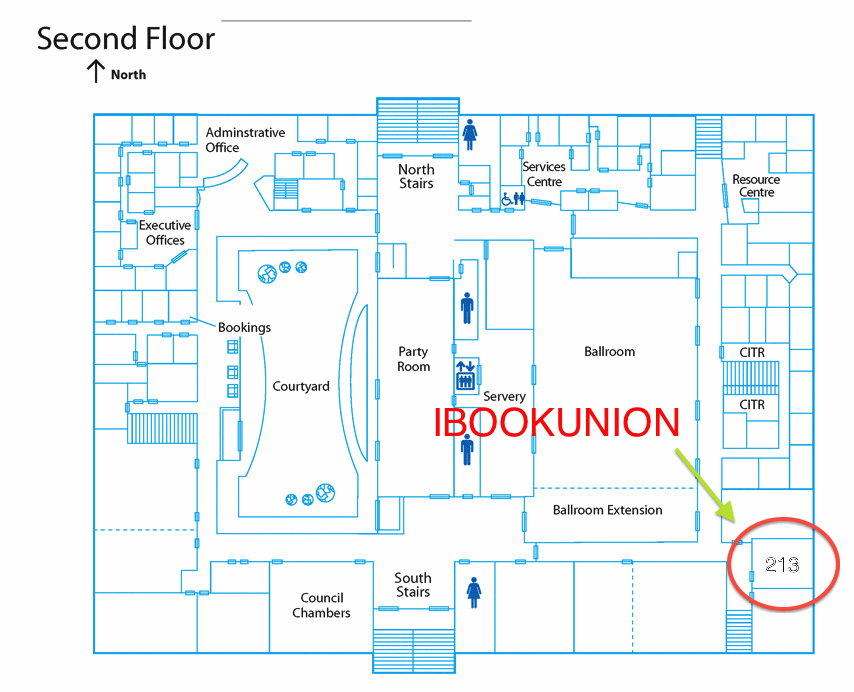 Second Floor
North
Adminstrative
Office
North
Stairs
Services
Centre
Resource
Centre
Executive
Offices
Bookings
Party
Room
Courtyard
Servery
Ballroom
CITR
CITR
IBOOKUNION
Ballroom Extension
213
South
Stairs
Council
Chambers